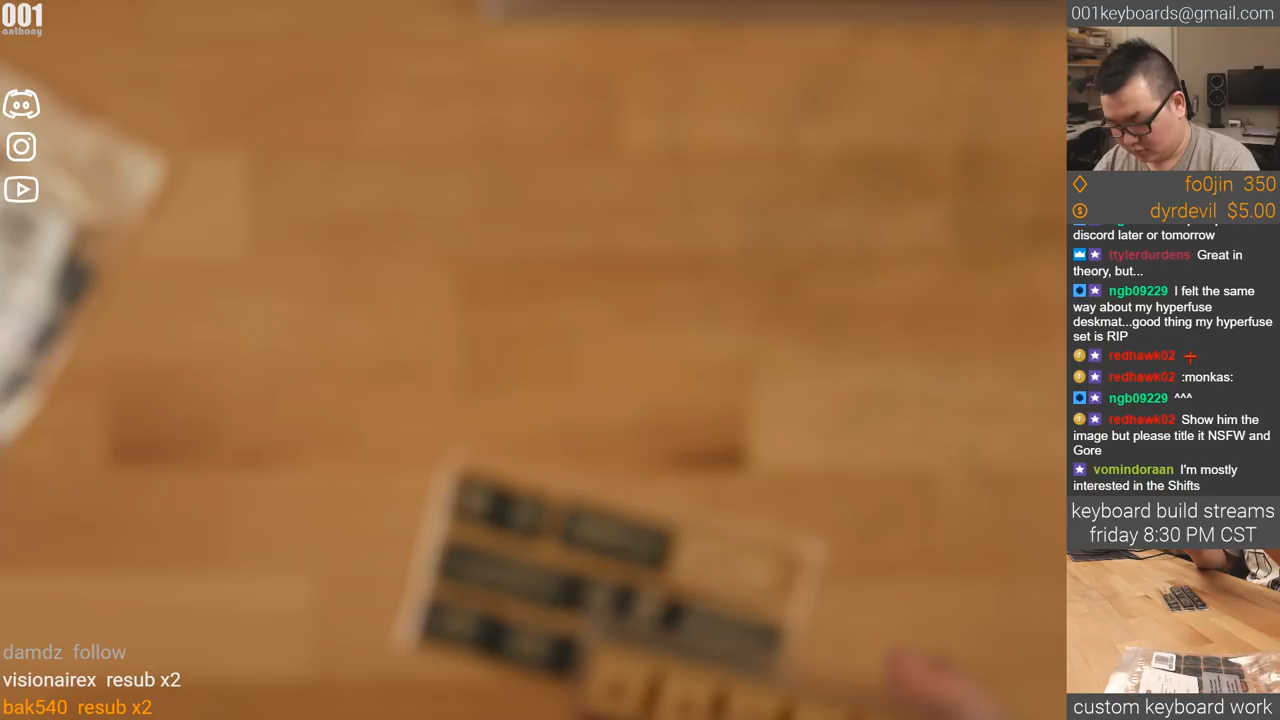 001
anthony
001keyboards@gmail.com
fo0jin 350
dyrdevil $5.00
discord later or tomorrow
ttylerdurdens Great in
theory, but...
ngb09229 I felt the same
way about my hyperfuse
deskmat...good thing my hyperfuse
set is RIP
redhawk02
redhawk02 :monkas:
ngb09229 ^^^
redhawk02 Show him the
image but please title it NSFW and
Gore
vomindoraan I'm mostly
interested in the Shifts
keyboard build streams
friday 8:30 PM CST
custom keyboard work
damdz follow
visionairex resub x2
bak540 resub x2